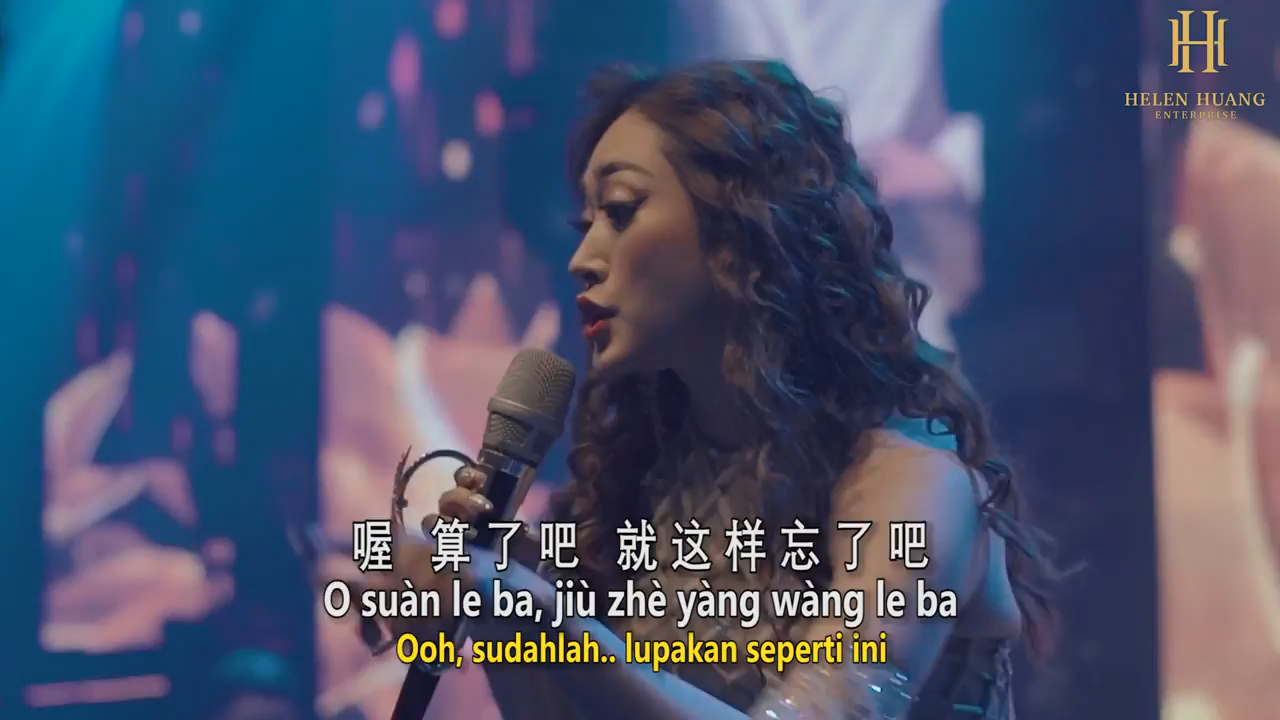 HELEN HUANG
ENTERPRISE
喔 算了吧 就这样忘了吧
O suàn le ba, jiù zhè yàng wàng le ba
Ooh, sudahlah.. lupakan seperti ini